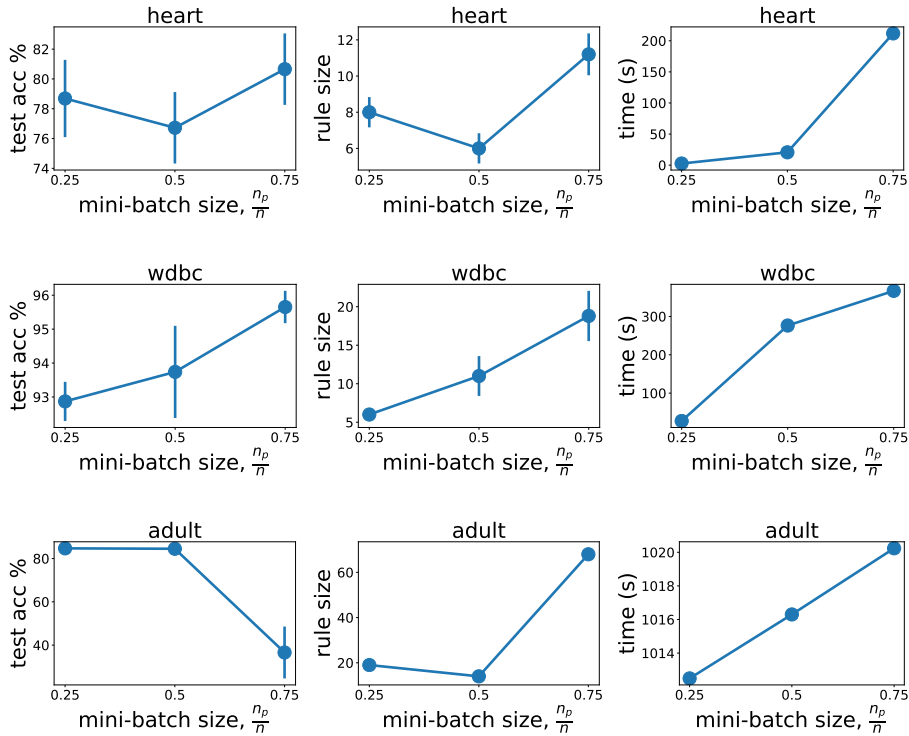 heart
test acc %
82
80
78
76
74
0.25 0.5 0.75
mini-batch size, n_p/n
heart
rule size
12
10
8
6
0.25 0.5 0.75
mini-batch size, n_p/n
heart
time (s)
200
150
100
50
0
0.25 0.5 0.75
mini-batch size, n_p/n
wdbc
test acc %
96
95
94
93
0.25 0.5 0.75
mini-batch size, n_p/n
wdbc
rule size
20
15
10
5
0.25 0.5 0.75
mini-batch size, n_p/n
wdbc
time (s)
300
200
100
0.25 0.5 0.75
mini-batch size, n_p/n
adult
test acc %
80
60
40
0.25 0.5 0.75
mini-batch size, n_p/n
adult
rule size
60
40
20
0.25 0.5 0.75
mini-batch size, n_p/n
adult
time (s)
1020
1018
1016
1014
0.25 0.5 0.75
mini-batch size, n_p/n